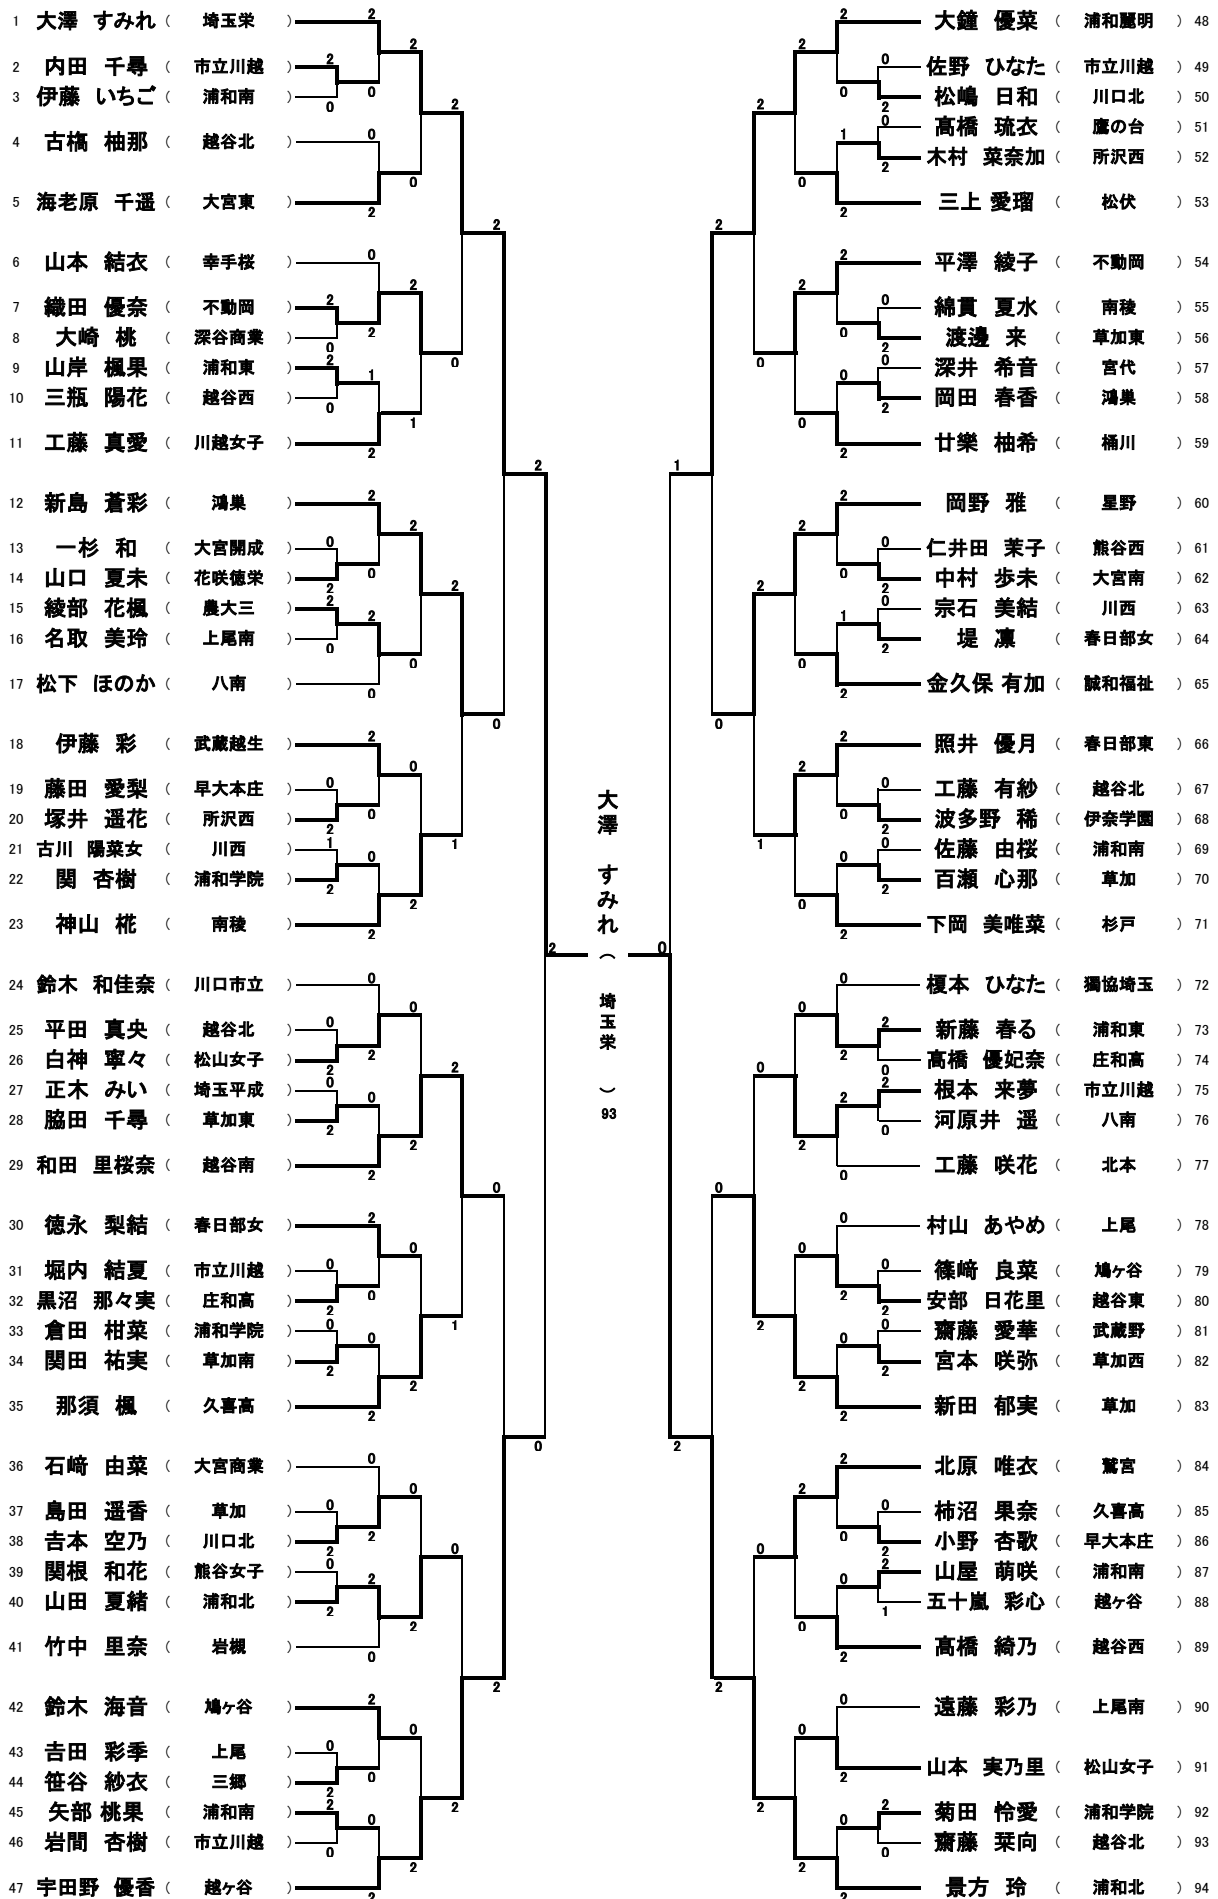 1 大澤 すみれ （ 埼玉栄 ）
2 内田 千尋 （ 市立川越 ）
3 伊藤 いちご （ 浦和南 ）
4 古槗 柚那 （ 越谷北 ）
5 海老原 千遥 （ 大宮東 ）
6 山本 結衣 （ 幸手桜 ）
7 織田 優奈 （ 不動岡 ）
8 大崎 桃 （ 深谷商業 ）
9 山岸 楓果 （ 浦和東 ）
10 三瓶 陽花 （ 越谷西 ）
11 工藤 真愛 （ 川越女子 ）
12 新島 蒼彩 （ 鴻巣 ）
13 一杉 和 （ 大宮開成 ）
14 山口 夏未 （ 花咲徳栄 ）
15 綾部 花楓 （ 農大三 ）
16 名取 美玲 （ 上尾南 ）
17 松下 ほのか （ 八南 ）
18 伊藤 彩 （ 武蔵越生 ）
19 藤田 愛梨 （ 早大本庄 ）
20 塚井 遥花 （ 所沢西 ）
21 古川 陽菜女 （ 川西 ）
22 関 杏樹 （ 浦和学院 ）
23 神山 椛 （ 南稜 ）
24 鈴木 和佳奈 （ 川口市立 ）
25 平田 真央 （ 越谷北 ）
26 白神 寧々 （ 松山女子 ）
27 正木 みい （ 埼玉平成 ）
28 脇田 千尋 （ 草加東 ）
29 和田 里桜奈 （ 越谷南 ）
30 徳永 梨結 （ 春日部女 ）
31 堀内 結夏 （ 市立川越 ）
32 黒沼 那々実 （ 庄和高 ）
33 倉田 柑菜 （ 浦和学院 ）
34 関田 祐実 （ 草加南 ）
35 那須 楓 （ 久喜高 ）
36 石﨑 由菜 （ 大宮商業 ）
37 島田 遥香 （ 草加 ）
38 𠮷本 空乃 （ 川口北 ）
39 関根 和花 （ 熊谷女子 ）
40 山田 夏緒 （ 浦和北 ）
41 竹中 里奈 （ 岩槻 ）
42 鈴木 海音 （ 鳩ヶ谷 ）
43 𠮷田 彩季 （ 上尾 ）
44 笹谷 紗衣 （ 三郷 ）
45 矢部 桃果 （ 浦和南 ）
46 岩間 杏樹 （ 市立川越 ）
47 宇田野 優香 （ 越ヶ谷 ）
大澤 すみれ （ 埼玉栄 ） 93
大鐘 優菜 （ 浦和麗明 ） 48
佐野 ひなた （ 市立川越 ） 49
松嶋 日和 （ 川口北 ） 50
髙橋 琉衣 （ 鷹の台 ） 51
木村 菜奈加 （ 所沢西 ） 52
三上 愛瑠 （ 松伏 ） 53
平澤 綾子 （ 不動岡 ） 54
綿貫 夏水 （ 南稜 ） 55
渡邊 来 （ 草加東 ） 56
深井 希音 （ 宮代 ） 57
岡田 春香 （ 鴻巣 ） 58
廿樂 柚希 （ 桶川 ） 59
岡野 雅 （ 星野 ） 60
仁井田 茉子 （ 熊谷西 ） 61
中村 歩未 （ 大宮南 ） 62
宗石 美結 （ 川西 ） 63
堤 凛 （ 春日部女 ） 64
金久保 有加 （ 誠和福祉 ） 65
照井 優月 （ 春日部東 ） 66
工藤 有紗 （ 越谷北 ） 67
波多野 稀 （ 伊奈学園 ） 68
佐藤 由桜 （ 浦和南 ） 69
百瀬 心那 （ 草加 ） 70
下岡 美唯菜 （ 杉戸 ） 71
榎本 ひなた （ 獨協埼玉 ） 72
新藤 春る （ 浦和東 ） 73
髙橋 優妃奈 （ 庄和高 ） 74
根本 来夢 （ 市立川越 ） 75
河原井 遥 （ 八南 ） 76
工藤 咲花 （ 北本 ） 77
村山 あやめ （ 上尾 ） 78
篠﨑 良菜 （ 鳩ヶ谷 ） 79
安部 日花里 （ 越谷東 ） 80
齋藤 愛華 （ 武蔵野 ） 81
宮本 咲弥 （ 草加西 ） 82
新田 郁実 （ 草加 ） 83
北原 唯衣 （ 鷲宮 ） 84
柿沼 果奈 （ 久喜高 ） 85
小野 杏歌 （ 早大本庄 ） 86
山屋 萌咲 （ 浦和南 ） 87
五十嵐 彩心 （ 越ヶ谷 ） 88
髙橋 綺乃 （ 越谷西 ） 89
遠藤 彩乃 （ 上尾南 ） 90
山本 実乃里 （ 松山女子 ） 91
菊田 怜愛 （ 浦和学院 ） 92
齋藤 栞向 （ 越谷北 ） 93
景方 玲 （ 浦和北 ） 94